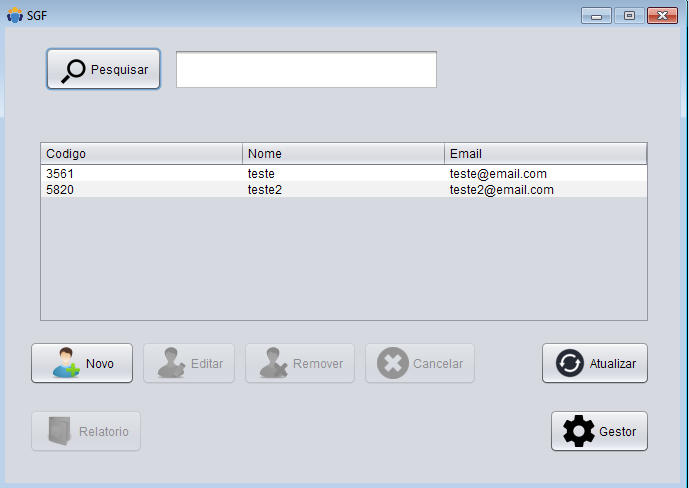 SGF
Pesquisar
Codigo Nome Email
3561 teste teste@email.com
5820 teste2 teste2@email.com
Novo Editar Remover Cancelar Atualizar
Relatorio Gestor